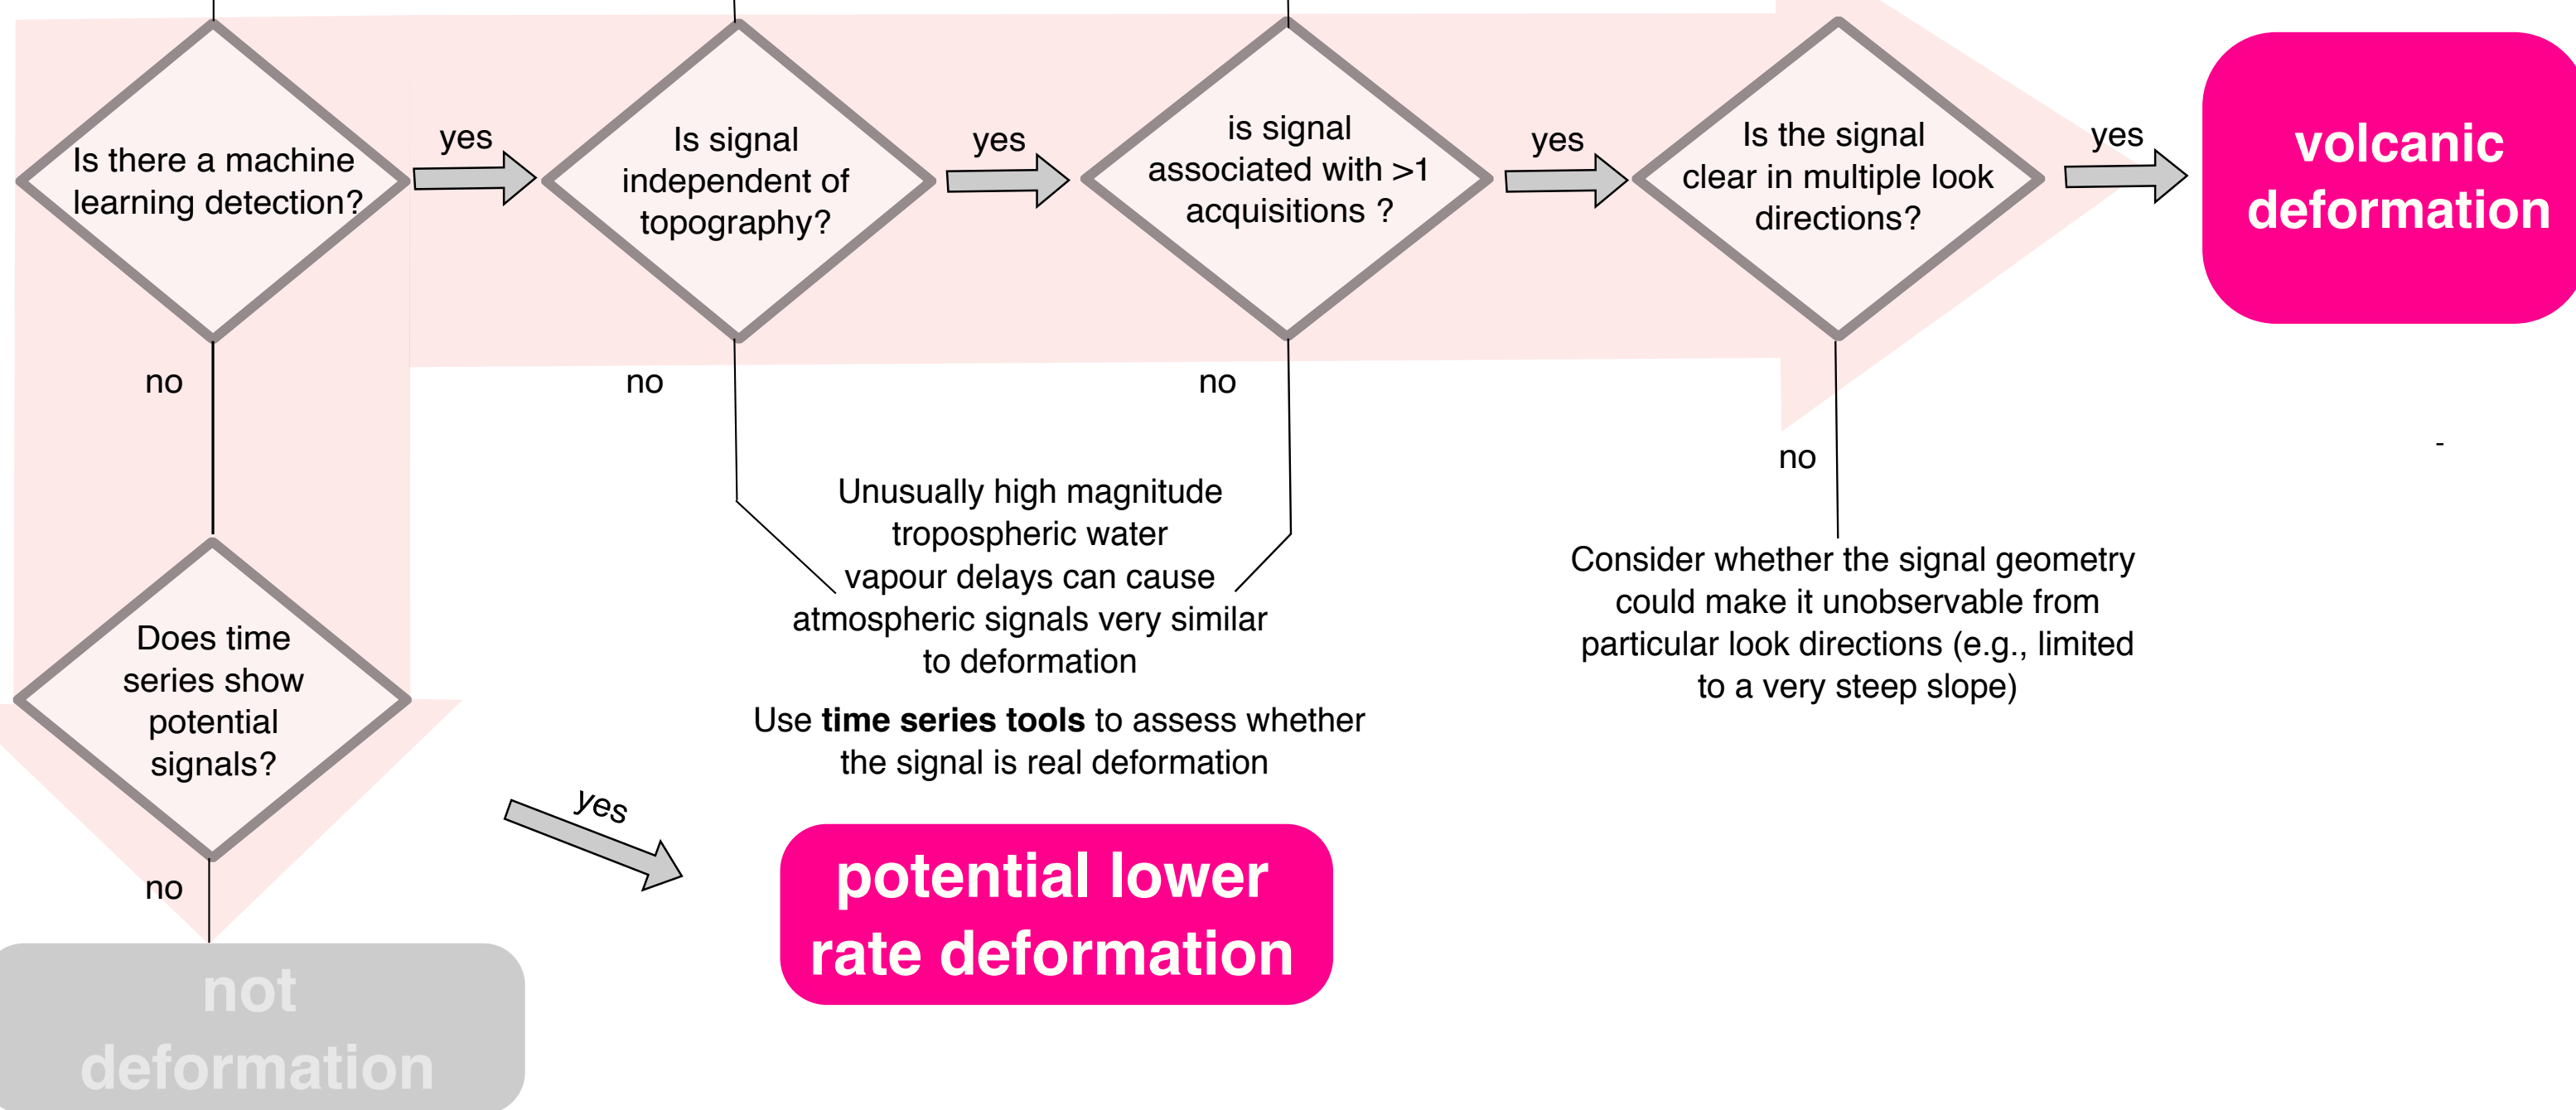 Is there a machine
learning detection?
yes
Is signal
independent of
topography?
yes
is signal
associated with >1
acquisitions ?
yes
Is the signal
clear in multiple look
directions?
yes
volcanic
deformation
no
no
no
no
-
Unusually high magnitude
tropospheric water
vapour delays can cause
atmospheric signals very similar
to deformation
Use time series tools to assess whether
the signal is real deformation
Consider whether the signal geometry
could make it unobservable from
particular look directions (e.g., limited
to a very steep slope)
Does time
series show
potential
signals?
yes
potential lower
rate deformation
no
not
deformation